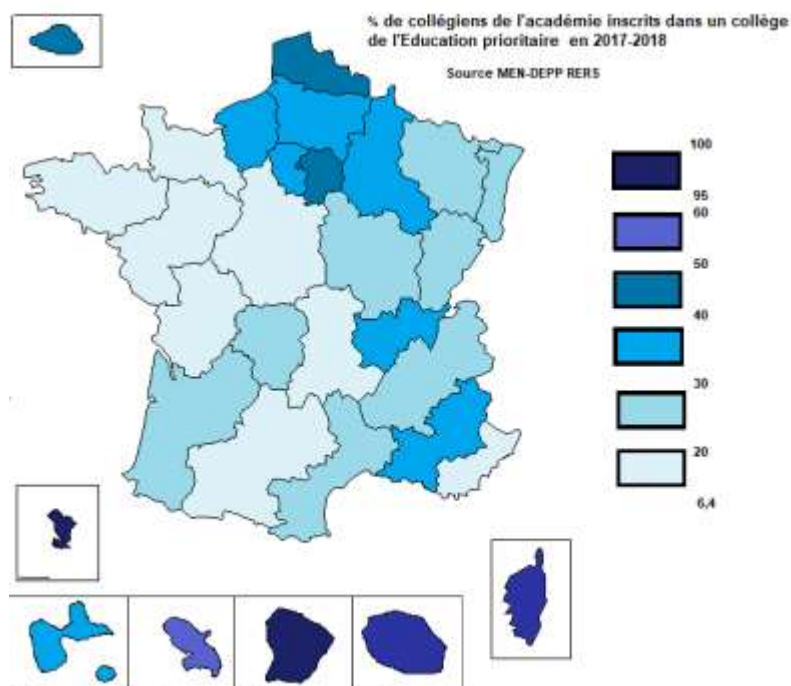 % de collégiens de l'académie inscrits dans un collège
de l'Education prioritaire en 2017-2018
Source MEN-DEPP RERS
100
95
60
50
40
30
20
6,4